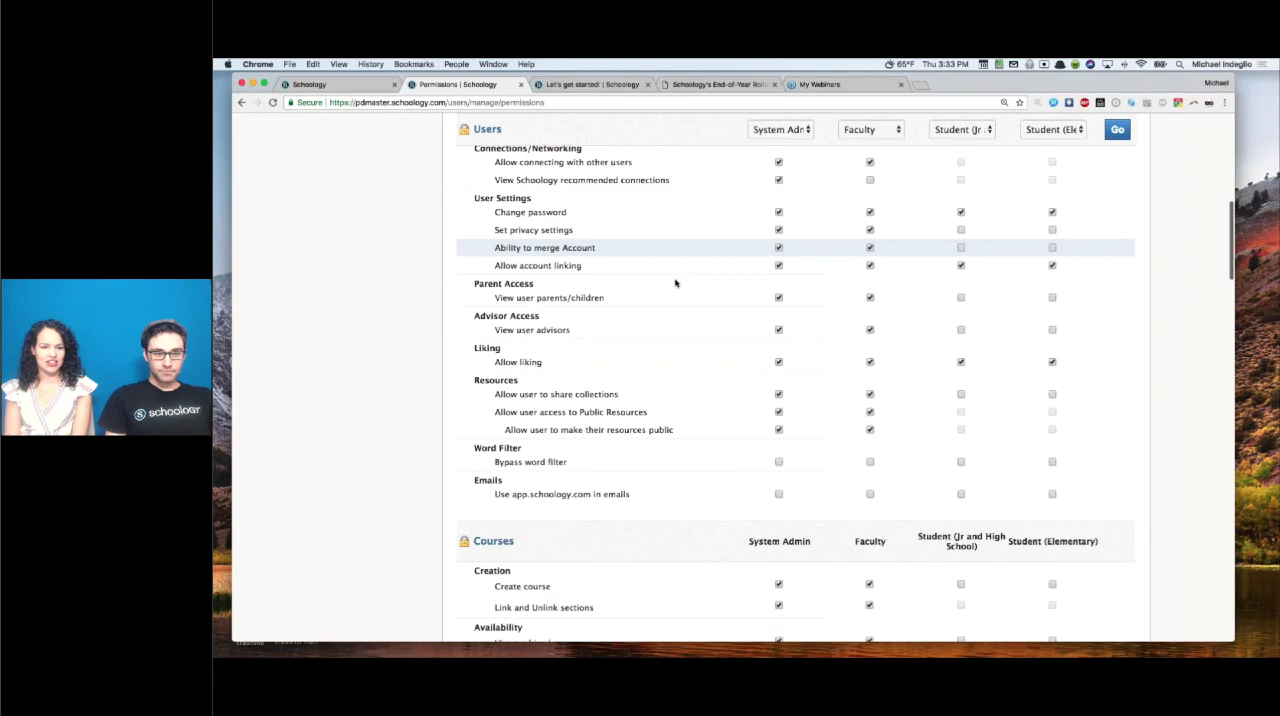 Chrome File Edit View History Bookmarks People Window Help 65°F Thu 3:33 PM Michael Indeglio
Schoology Permissions | Schoology Let's get started! | Schoology Schoology's End-of-Year Roll My Webinars Michael
Secure https://pdmaster.schoology.com/users/manage/permissions
Users System Adm Faculty Student (Jr Student (Ele Go
Connections/Networking
Allow connecting with other users
View Schoology recommended connections
User Settings
Change password
Set privacy settings
Ability to merge Account
Allow account linking
Parent Access
View user parents/children
Advisor Access
View user advisors
Liking
Allow liking
Resources
Allow user to share collections
Allow user access to Public Resources
Allow user to make their resources public
schoology
Word Filter
Bypass word filter
Emails
Use app.schoology.com in emails
Courses System Admin Faculty Student (Jr and High School) Student (Elementary)
Creation
Create course
Link and Unlink sections
Availability